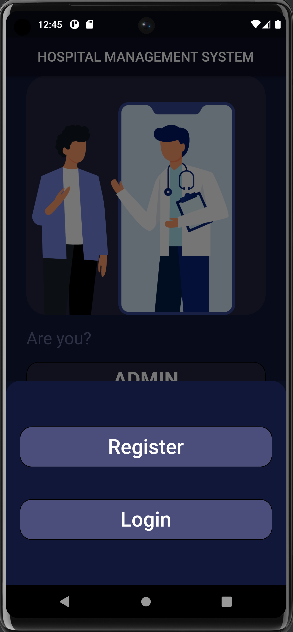 12:45
HOSPITAL MANAGEMENT SYSTEM
Are you?
ADMIN
Register
Login